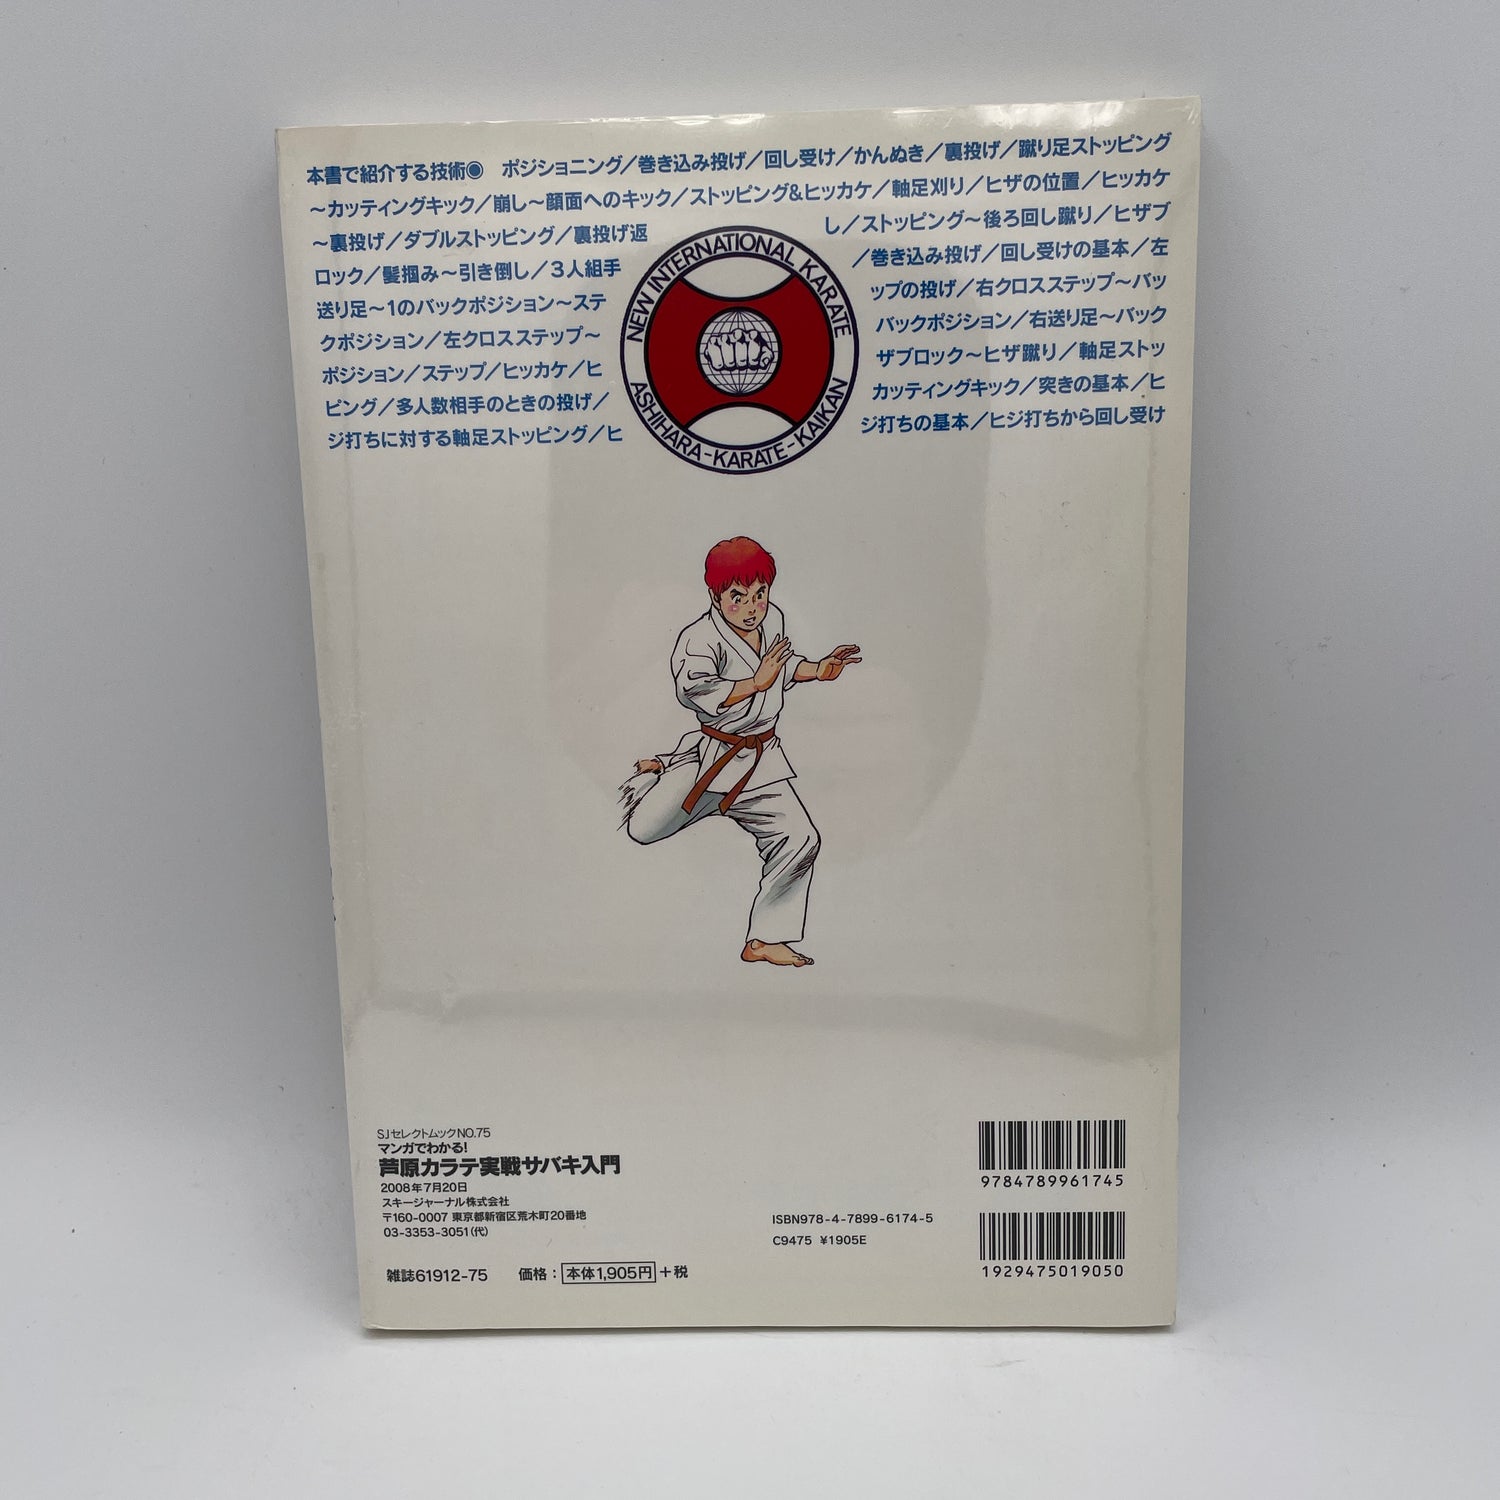 本書で紹介する技術◉ ポジショニング／巻き込み投げ／回し受け／かんぬき／裏投げ／蹴り足ストッピング
～カッティングキック／崩し～顔面へのキック／ストッピング&ヒッカケ／軸足刈り／ヒザの位置／ヒッカケ
～裏投げ／ダブルストッピング／裏投げ返 し／ストッピング～後ろ回し蹴り／ヒザブ
ロック／髪掴み～引き倒し／3人組手 ／巻き込み投げ／回し受けの基本／左
送り足～1のバックポジション～ステ ップの投げ／右クロスステップ～バッ
クポジション／左クロスステップ～ バックポジション／右送り足～バック
ポジション／ステップ／ヒッカケ／ヒ ザブロック～ヒザ蹴り／軸足ストッ
ピング／多人数相手のときの投げ／ カッティングキック／突きの基本／ヒ
ジ打ちに対する軸足ストッピング／ヒ ジ打ちの基本／ヒジ打ちから回し受け
NEW INTERNATIONAL KARATE
ASHIHARA-KARATE-KAIKAN
SJセレクトムックNO.75
マンガでわかる!
芦原カラテ実戦サバキ入門
2008年7月20日
スキージャーナル株式会社
〒160-0007 東京都新宿区荒木町20番地
03-3353-3051(代)
雑誌61912-75 価格：本体1,905円+税
ISBN978-4-7899-6174-5
C9475 ¥1905E
9784789961745
1929475019050